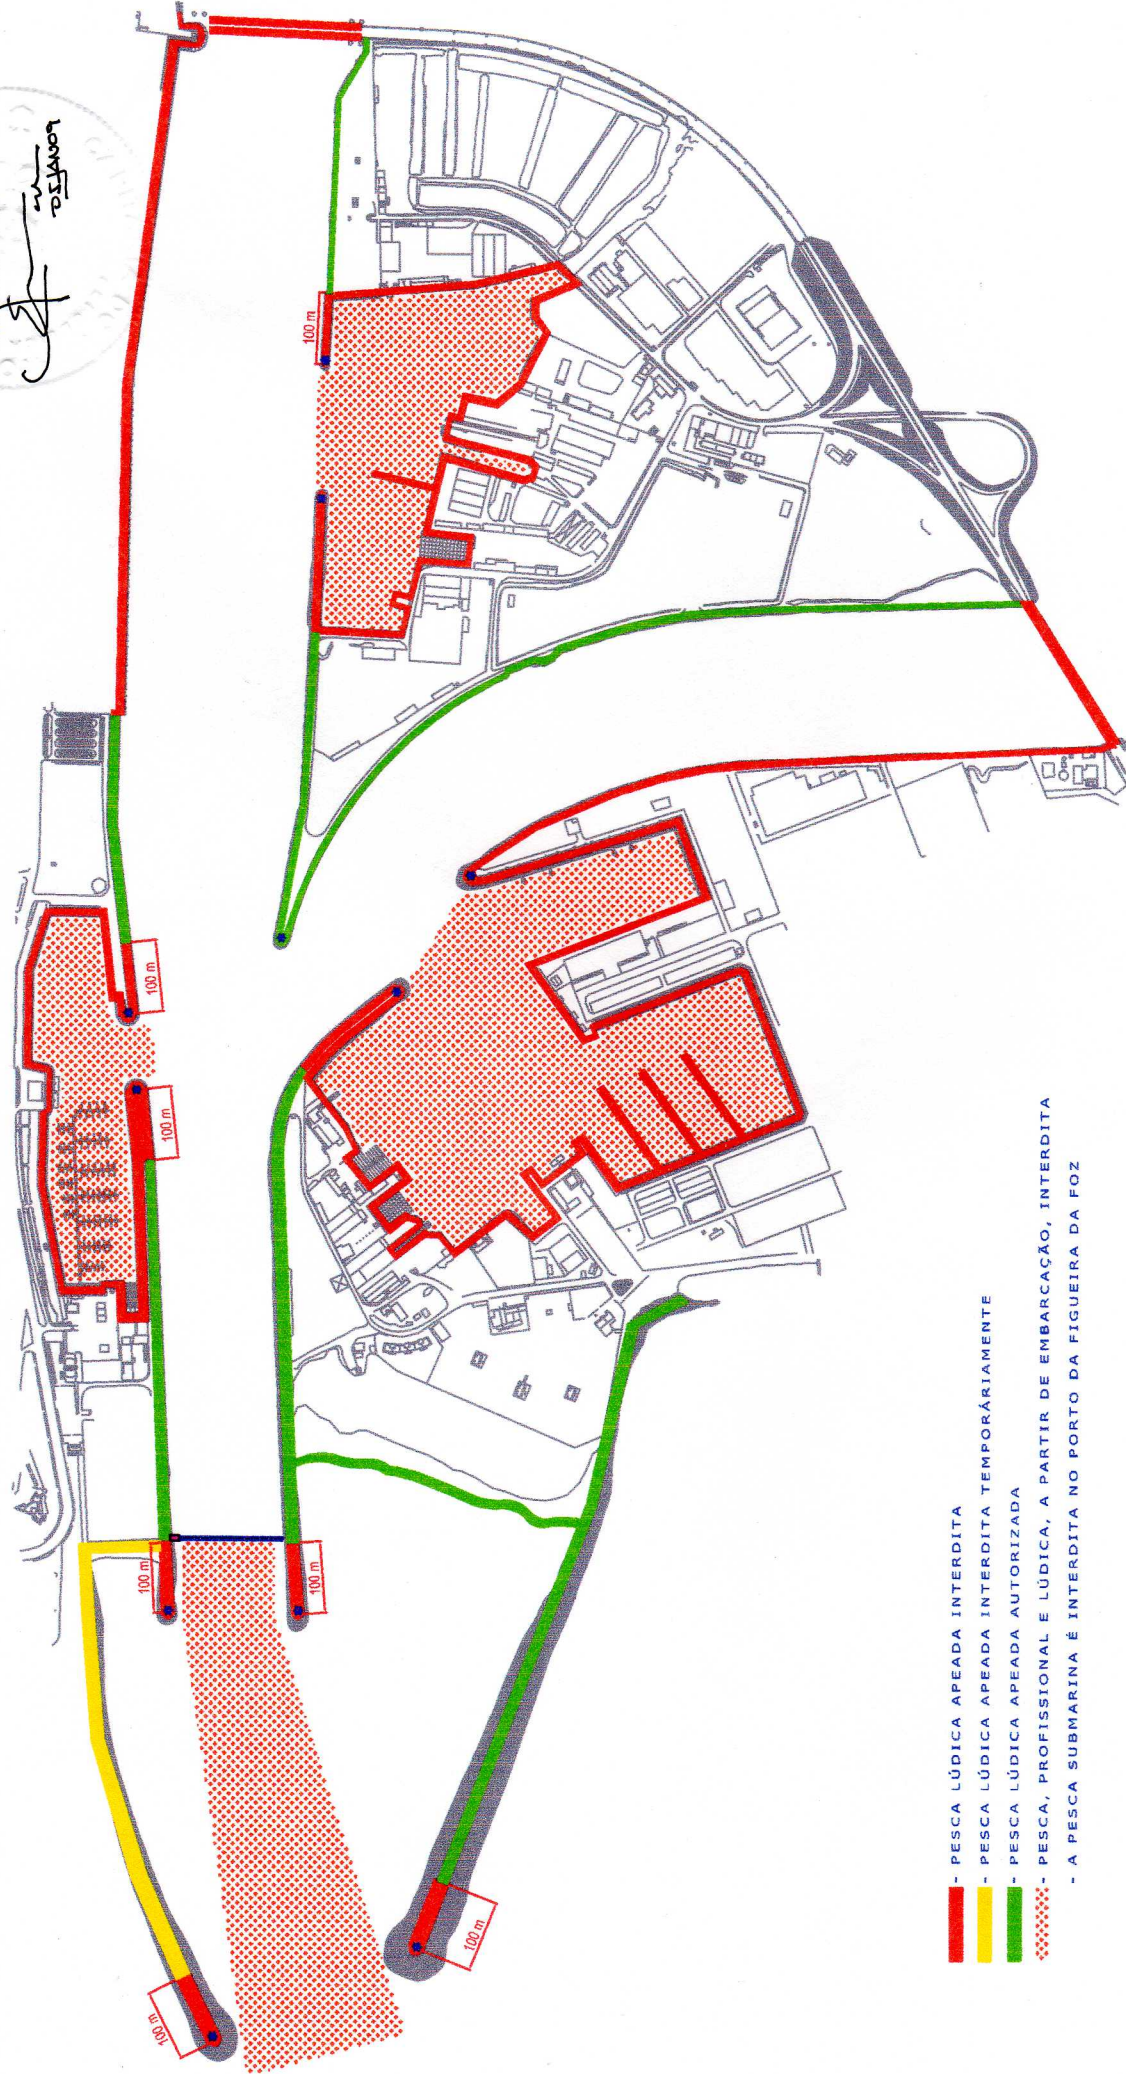 100 m
100 m
100 m
100 m
100 m
100 m
100 m
- PESCA LÚDICA APEADA INTERDITA
- PESCA LÚDICA APEADA INTERDITA TEMPORÁRIAMENTE
- PESCA LÚDICA APEADA AUTORIZADA
- PESCA, PROFISSIONAL E LÚDICA, A PARTIR DE EMBARCAÇÃO, INTERDITA
- A PESCA SUBMARINA É INTERDITA NO PORTO DA FIGUEIRA DA FOZ